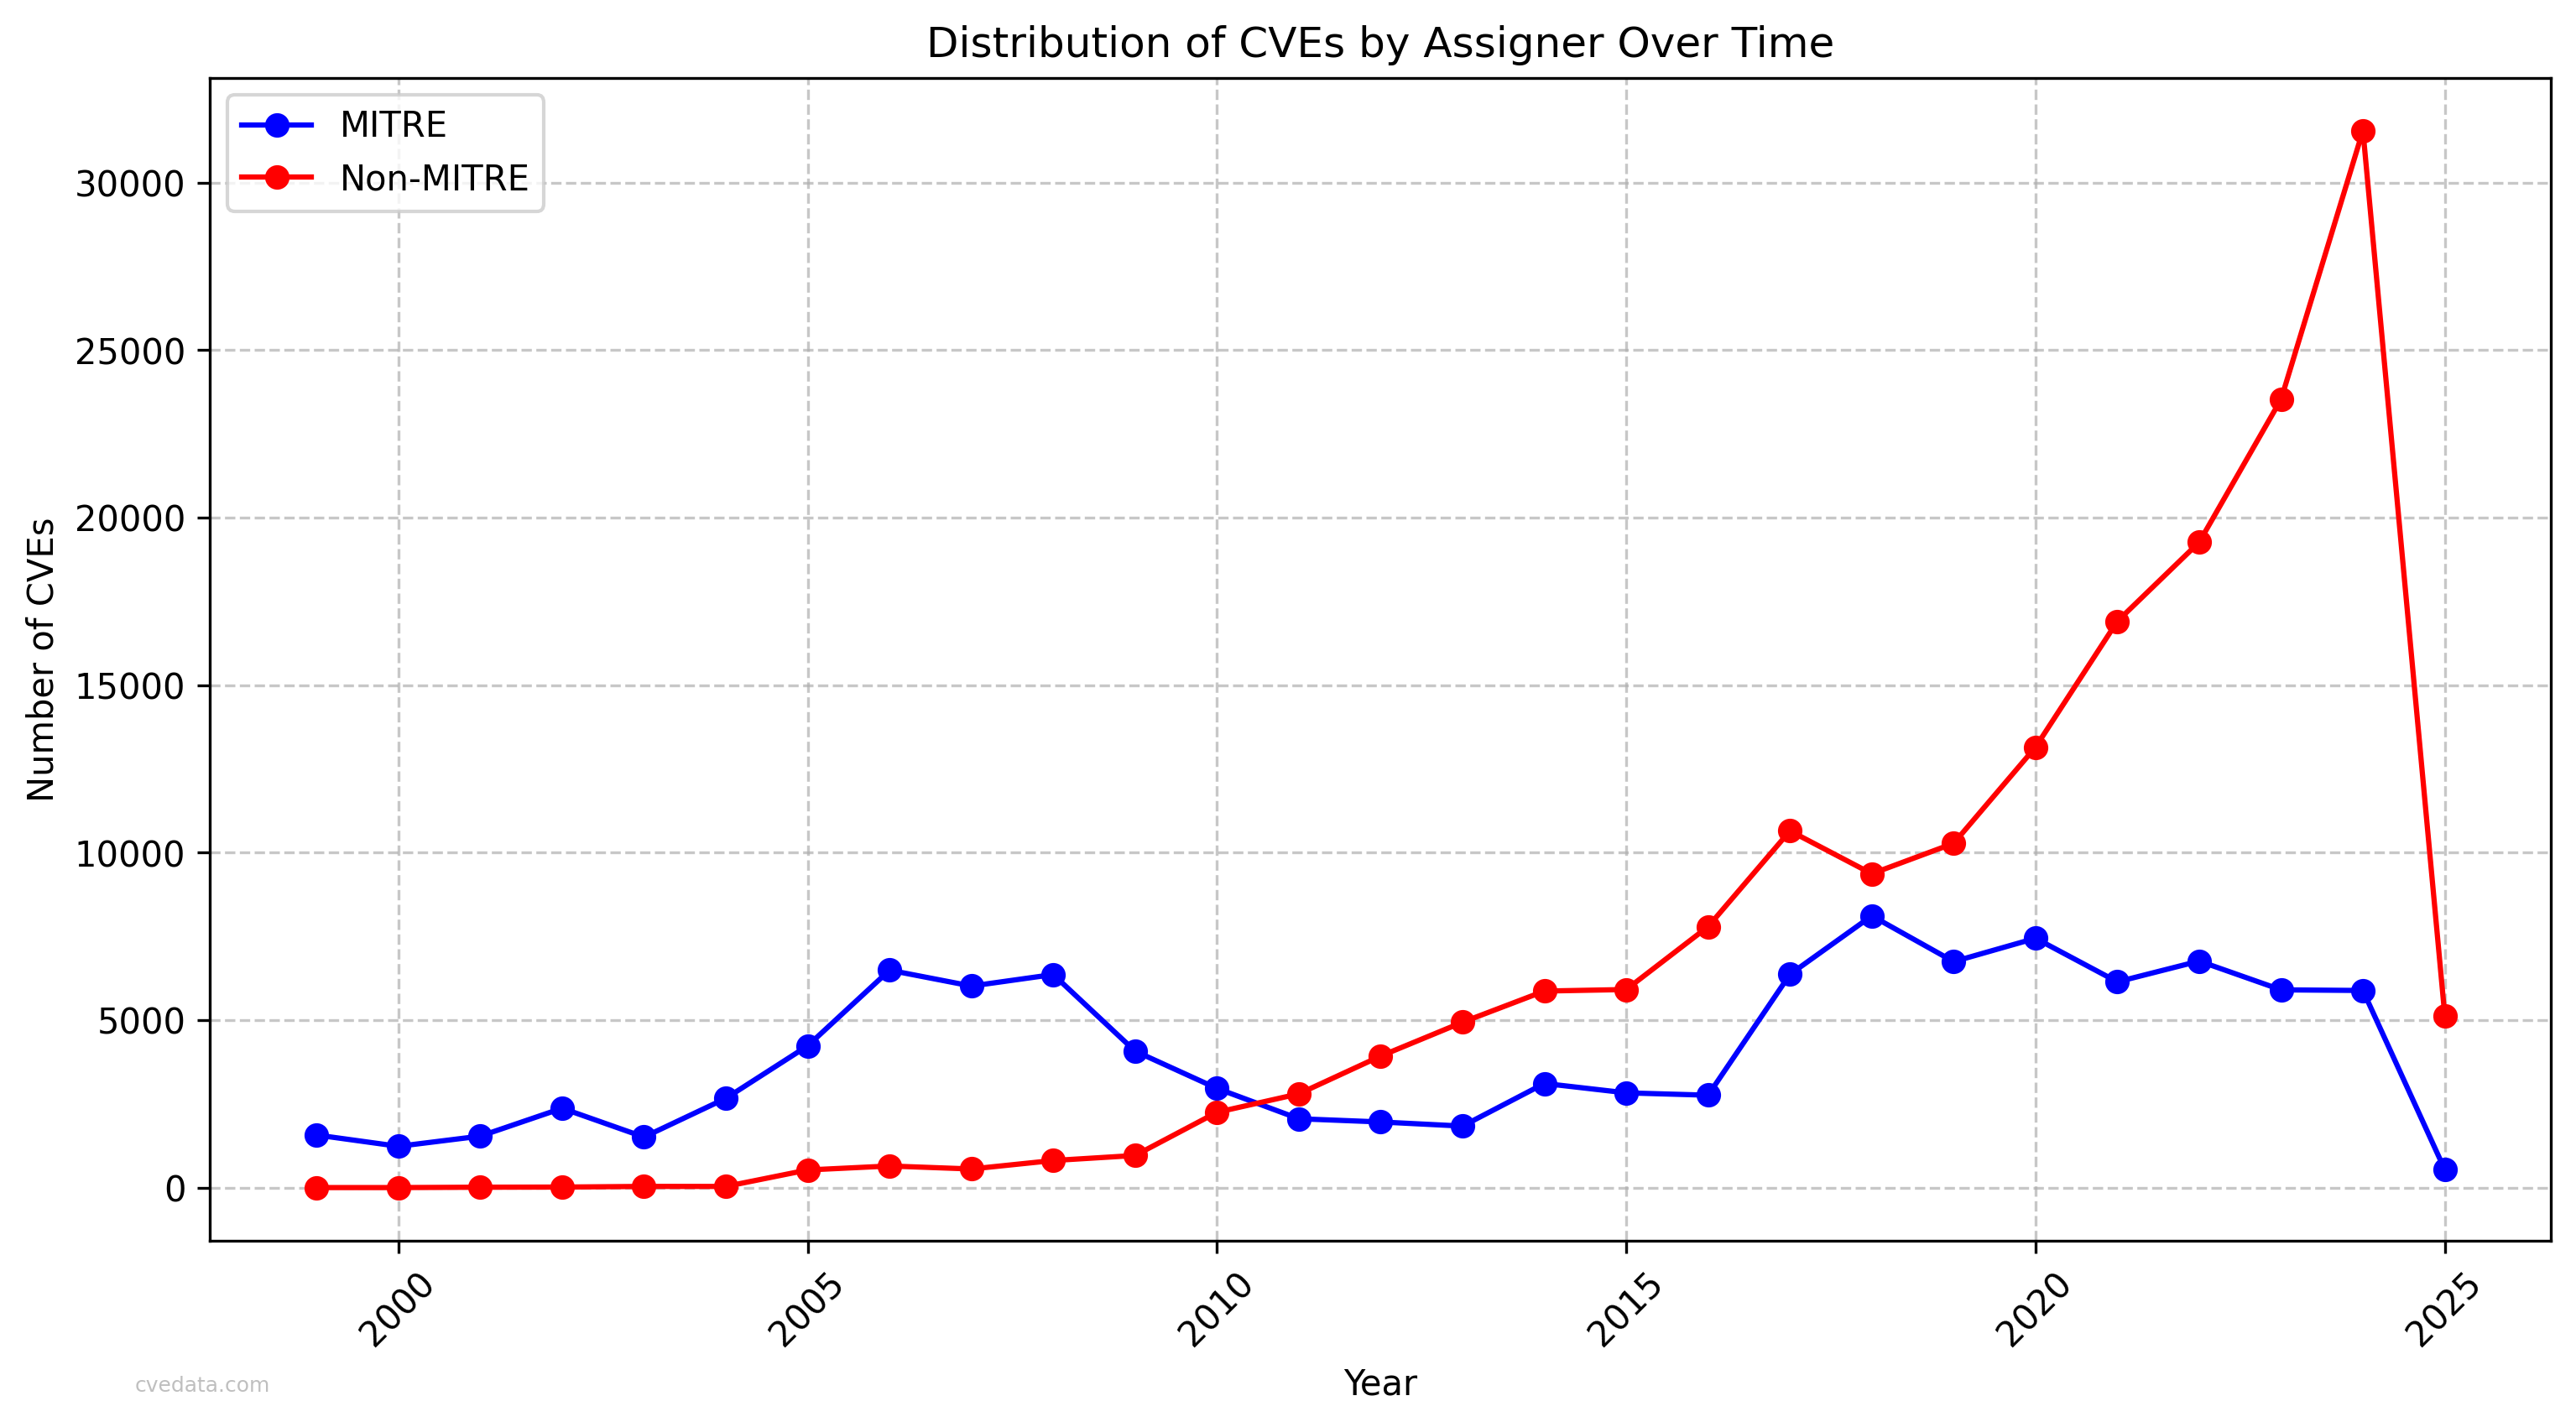 Distribution of CVEs by Assigner Over Time
MITRE
Non-MITRE
Number of CVEs
30000
25000
20000
15000
10000
5000
0
2000
2005
2010
2015
2020
2025
Year
cvedata.com